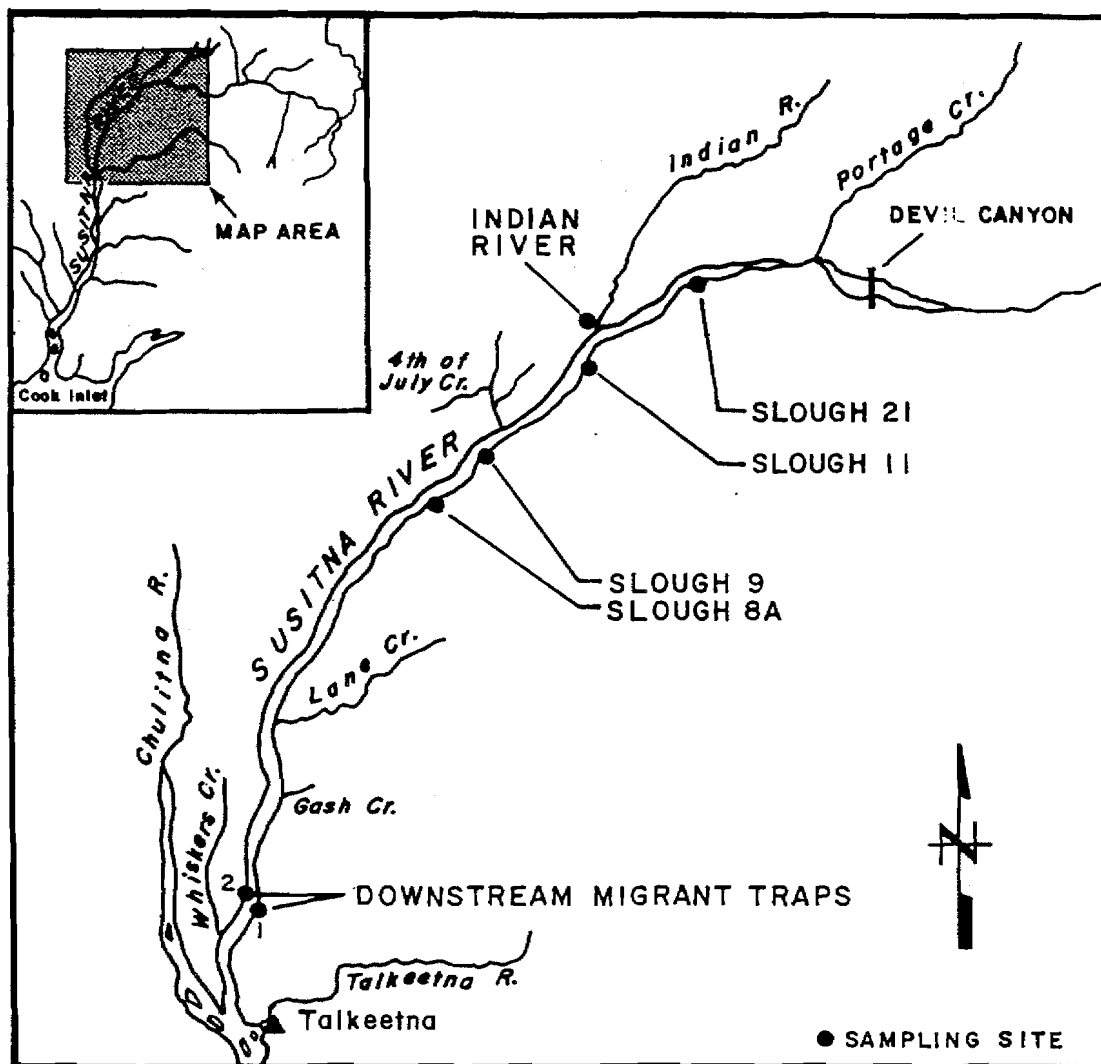 SUSITNA
RIVER
MAP AREA
Cook Inlet
Indian R.
Portage Cr.
INDIAN
RIVER
DEVIL CANYON
4th of
July Cr.
SLOUGH 21
SLOUGH 11
SUSITNA RIVER
SLOUGH 9
SLOUGH 8A
Chulitna R.
Lane Cr.
Whiskers Cr.
Gash Cr.
2
DOWNSTREAM MIGRANT TRAPS
1
N
Talkeetna R.
Talkeetna
SAMPLING SITE